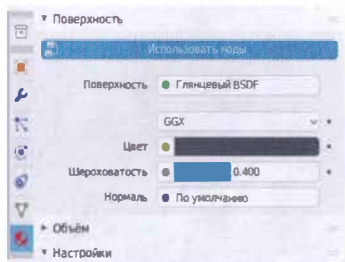 Поверхность
Использовать ноды
Поверхность Глянцевый BSDF
GGX
Цвет
Шероховатость 0.400
Нормаль По умолчанию
Объём
Настройки